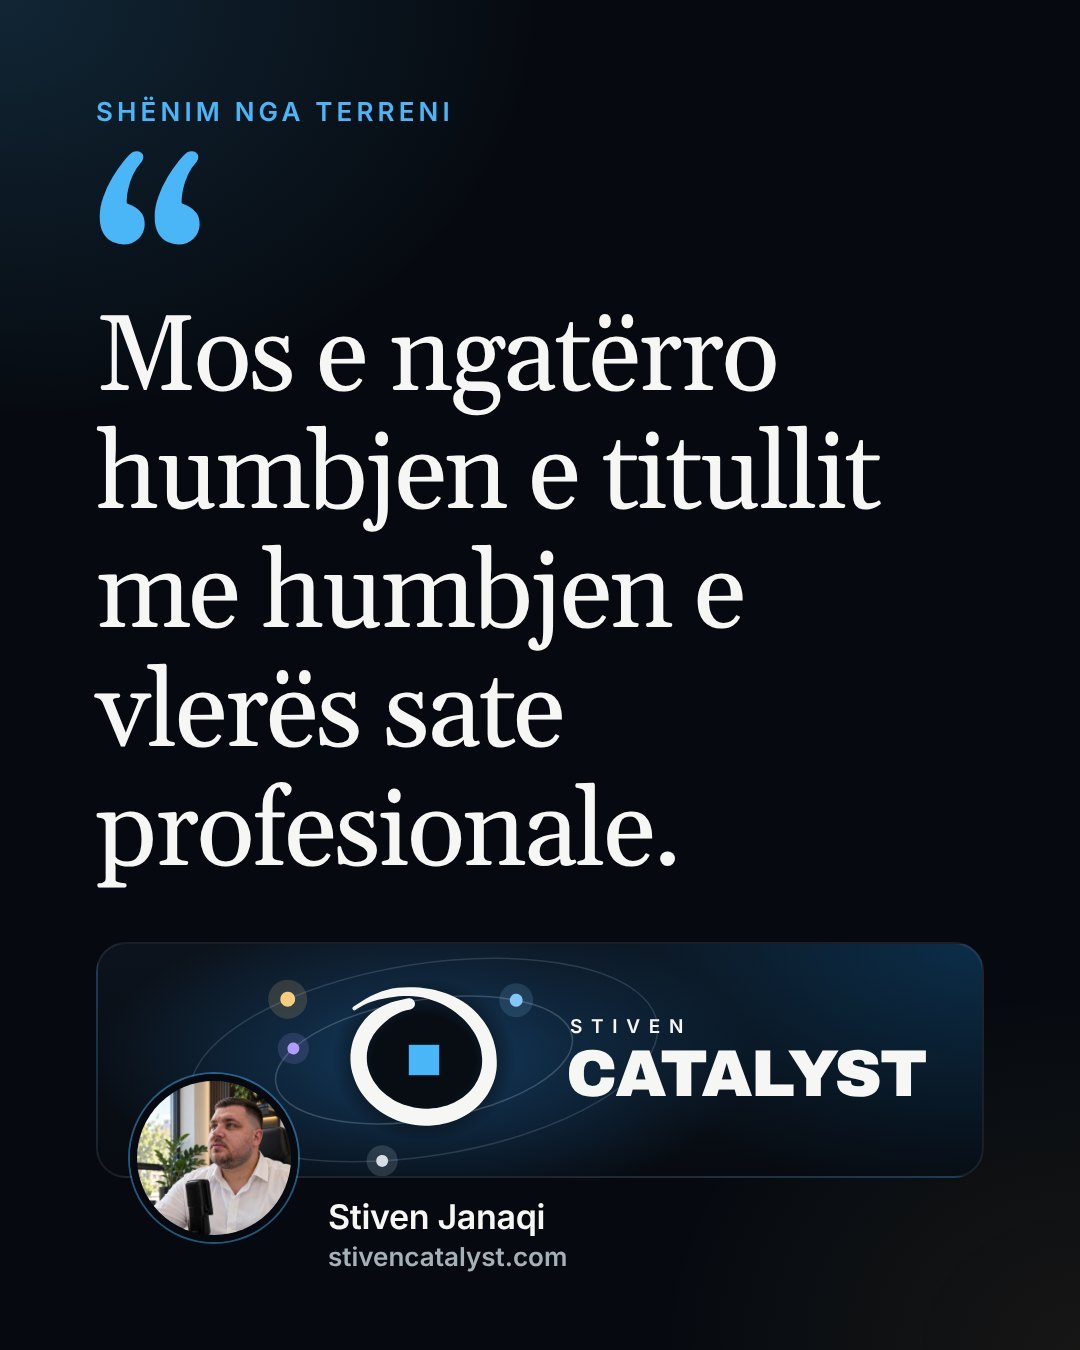 SHËNIM NGA TERRENI
“
Mos e ngatërro
humbjen e titullit
me humbjen e
vlerës sate
profesionale.
STIVEN
CATALYST
Stiven Janaqi
stivencatalyst.com